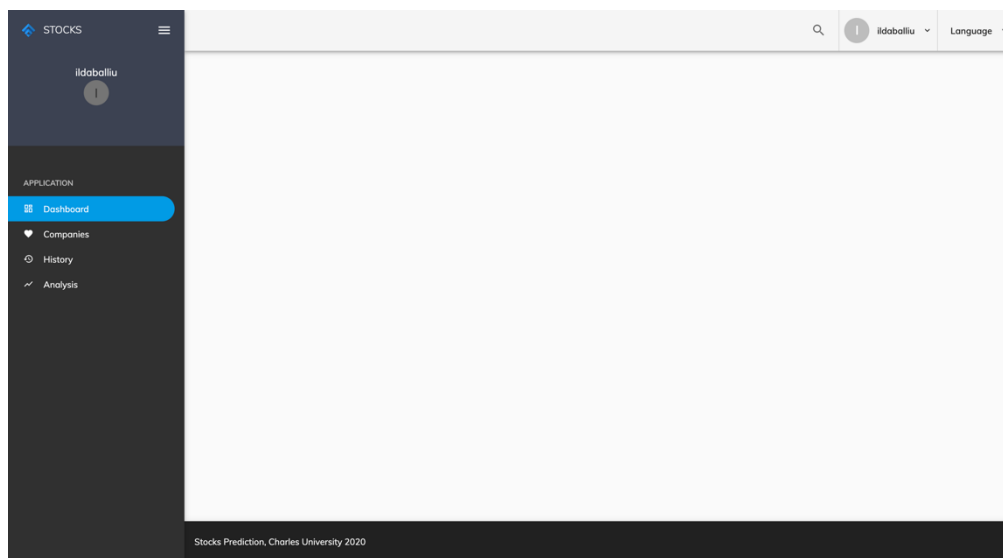 STOCKS
ildaballiu
I
APPLICATION
Dashboard
Companies
History
Analysis
I ildaballiu Language
Stocks Prediction, Charles University 2020